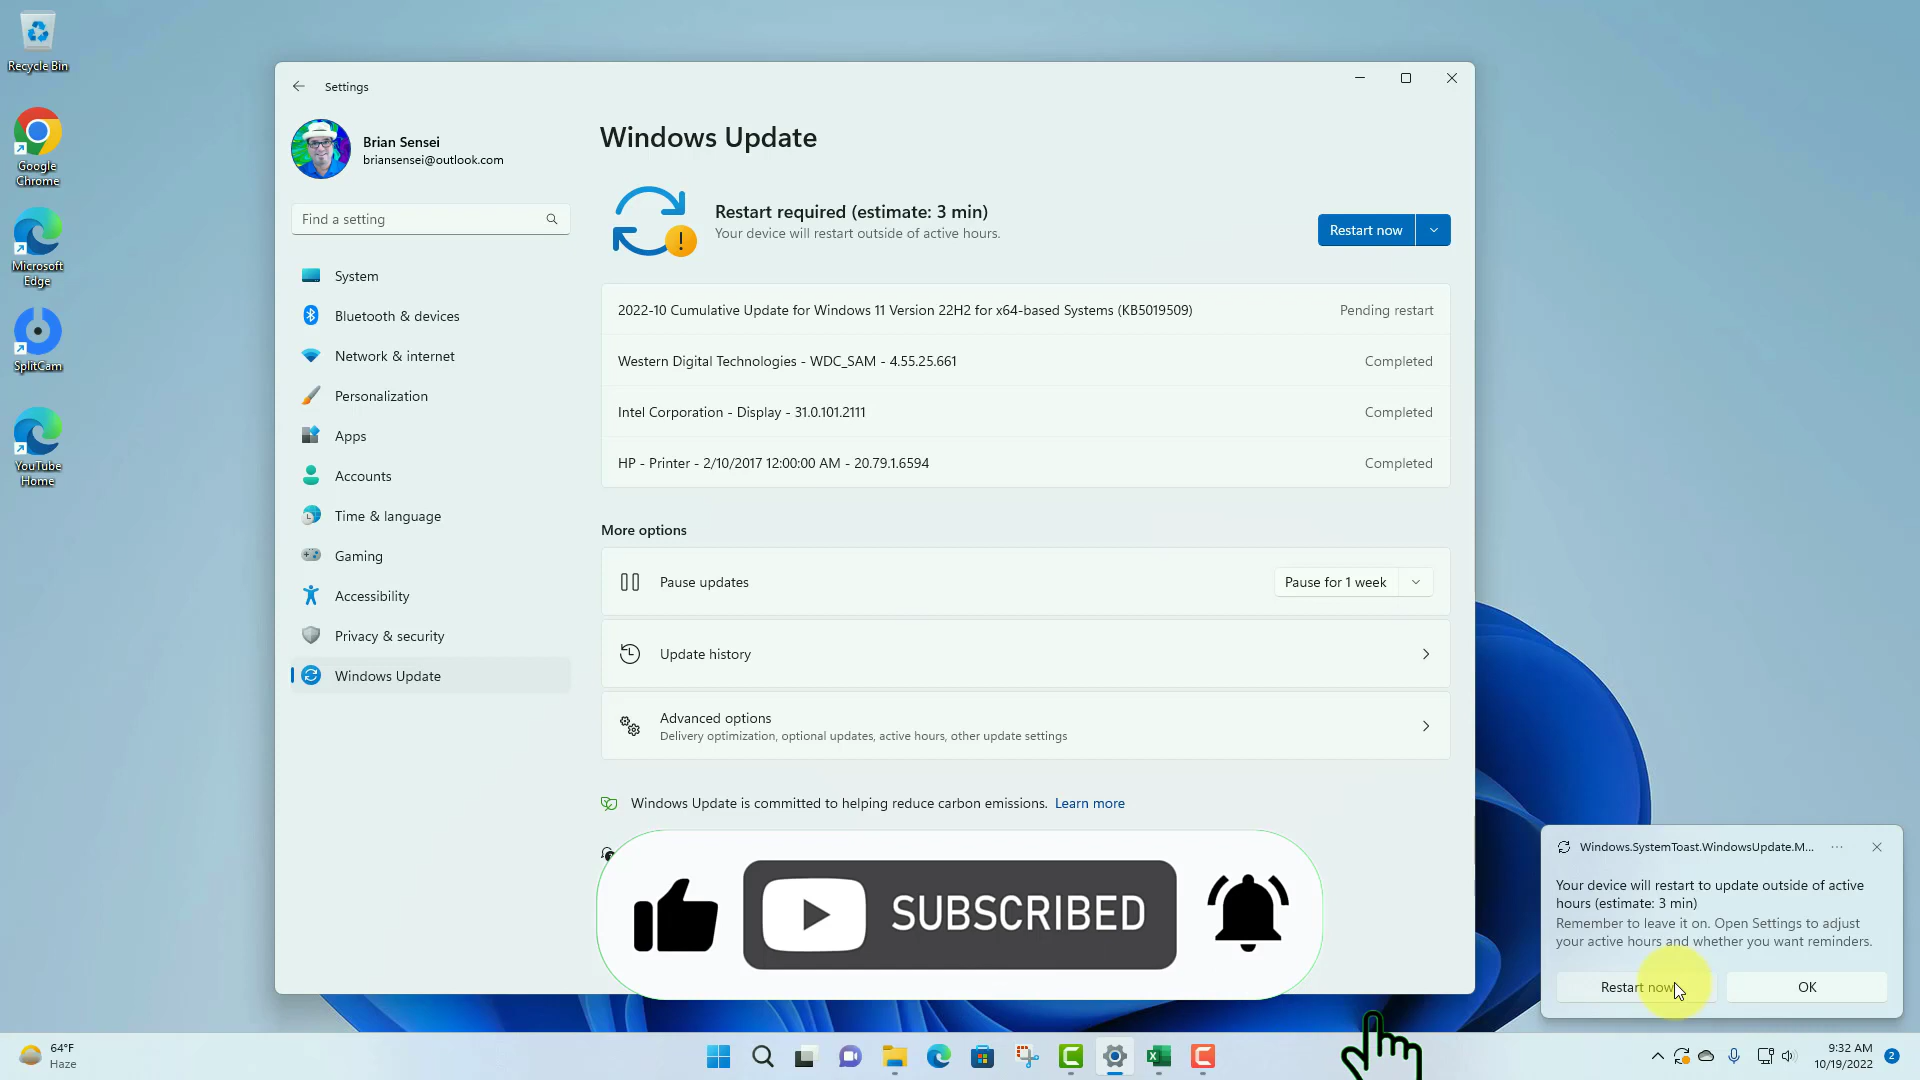 Recycle Bin
Google
Chrome
Microsoft
Edge
SplitCam
YouTube
Home
Settings
Brian Sensei
briansensei@outlook.com
Find a setting
System
Bluetooth & devices
Network & internet
Personalization
Apps
Accounts
Time & language
Gaming
Accessibility
Privacy & security
Windows Update
Windows Update
Restart required (estimate: 3 min)
Your device will restart outside of active hours.
Restart now
2022-10 Cumulative Update for Windows 11 Version 22H2 for x64-based Systems (KB5019509) Pending restart
Western Digital Technologies - WDC_SAM - 4.55.25.661 Completed
Intel Corporation - Display - 31.0.101.2111 Completed
HP - Printer - 2/10/2017 12:00:00 AM - 20.79.1.6594 Completed
More options
Pause updates Pause for 1 week
Update history
Advanced options
Delivery optimization, optional updates, active hours, other update settings
Windows Update is committed to helping reduce carbon emissions. Learn more
SUBSCRIBED
Windows.SystemToast.WindowsUpdate.M...
Your device will restart to update outside of active
hours (estimate: 3 min)
Remember to leave it on. Open Settings to adjust
your active hours and whether you want reminders.
Restart now OK
64°F
Haze
9:32 AM
10/19/2022
2